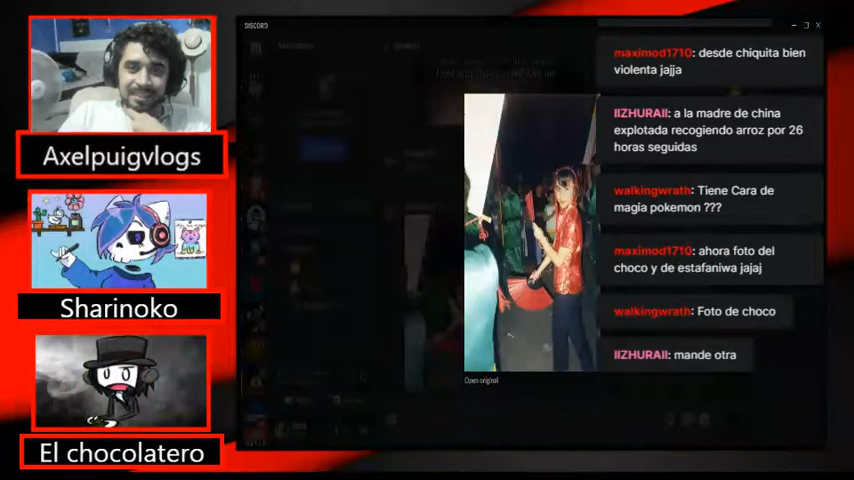 DISCORD
Axelpuigvlogs
Sharinoko
El chocolatero
maximod1710: desde chiquita bien
violenta jajja
IIZHURAII: a la madre de china
explotada recogiendo arroz por 26
horas seguidas
walkingwrath: Tiene Cara de
magia pokemon ???
maximod1710: ahora foto del
choco y de estafaniwa jajaj
walkingwrath: Foto de choco
IIZHURAII: mande otra
Open original